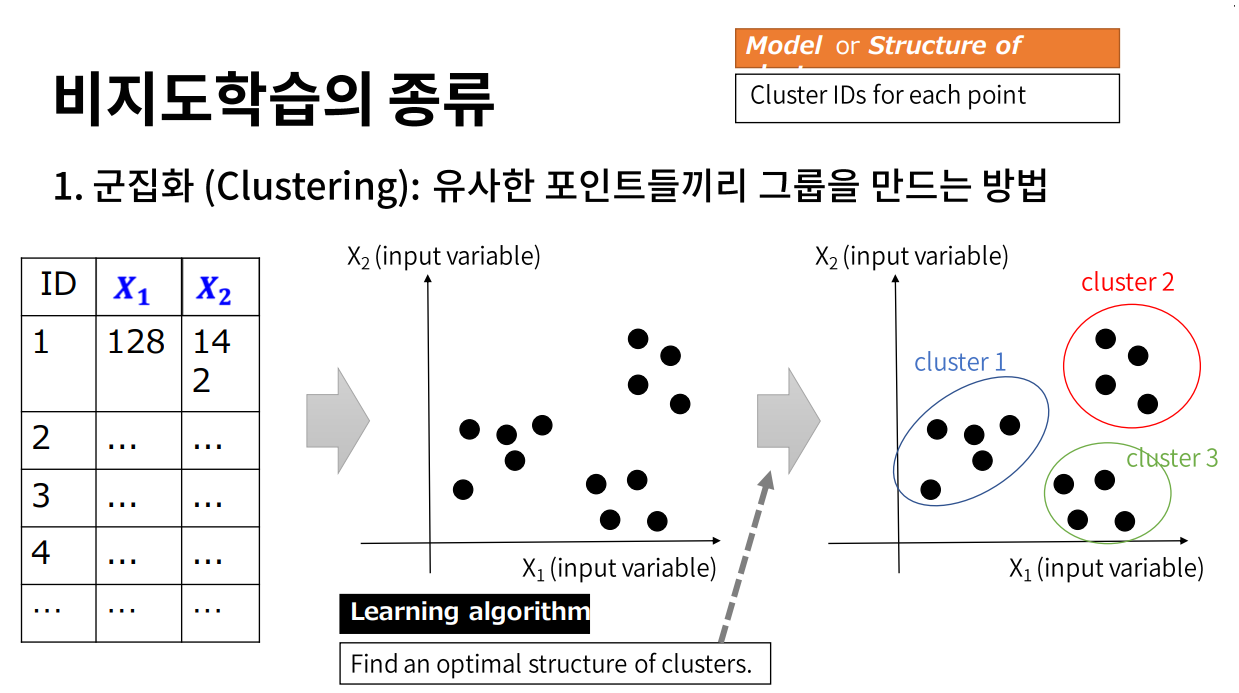 Model or Structure of
Cluster IDs for each point
비지도학습의 종류
1. 군집화 (Clustering): 유사한 포인트들끼리 그룹을 만드는 방법
ID X1 X2
1 128 14
2
2 ... ...
3 ... ...
4 ... ...
... ... ...
X2 (input variable)
X1 (input variable)
X2 (input variable)
cluster 2
cluster 1
cluster 3
X1 (input variable)
Learning algorithm
Find an optimal structure of clusters.